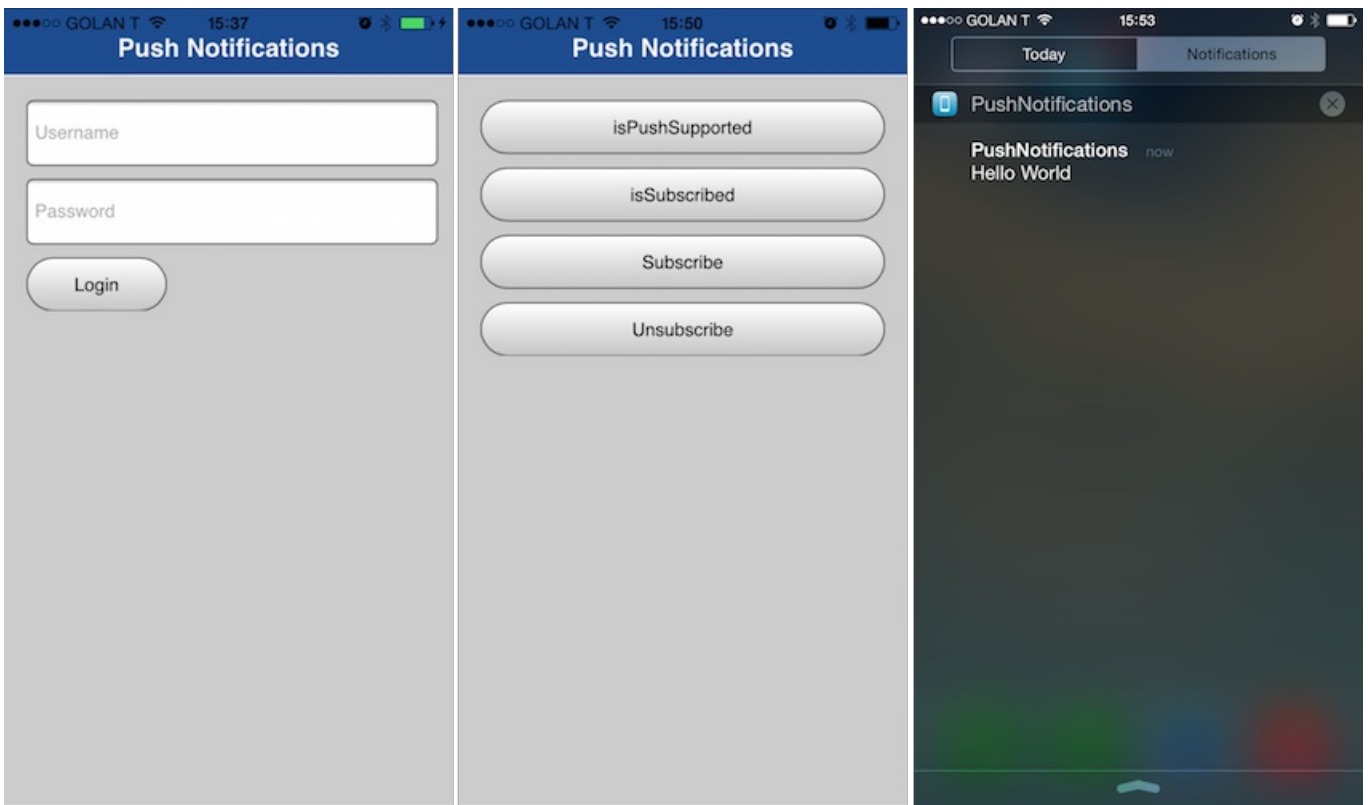 GOLAN T 15:37
Push Notifications
Username
Password
Login
GOLAN T 15:50
Push Notifications
isPushSupported
isSubscribed
Subscribe
Unsubscribe
GOLAN T 15:53
Today Notifications
PushNotifications
PushNotifications now
Hello World